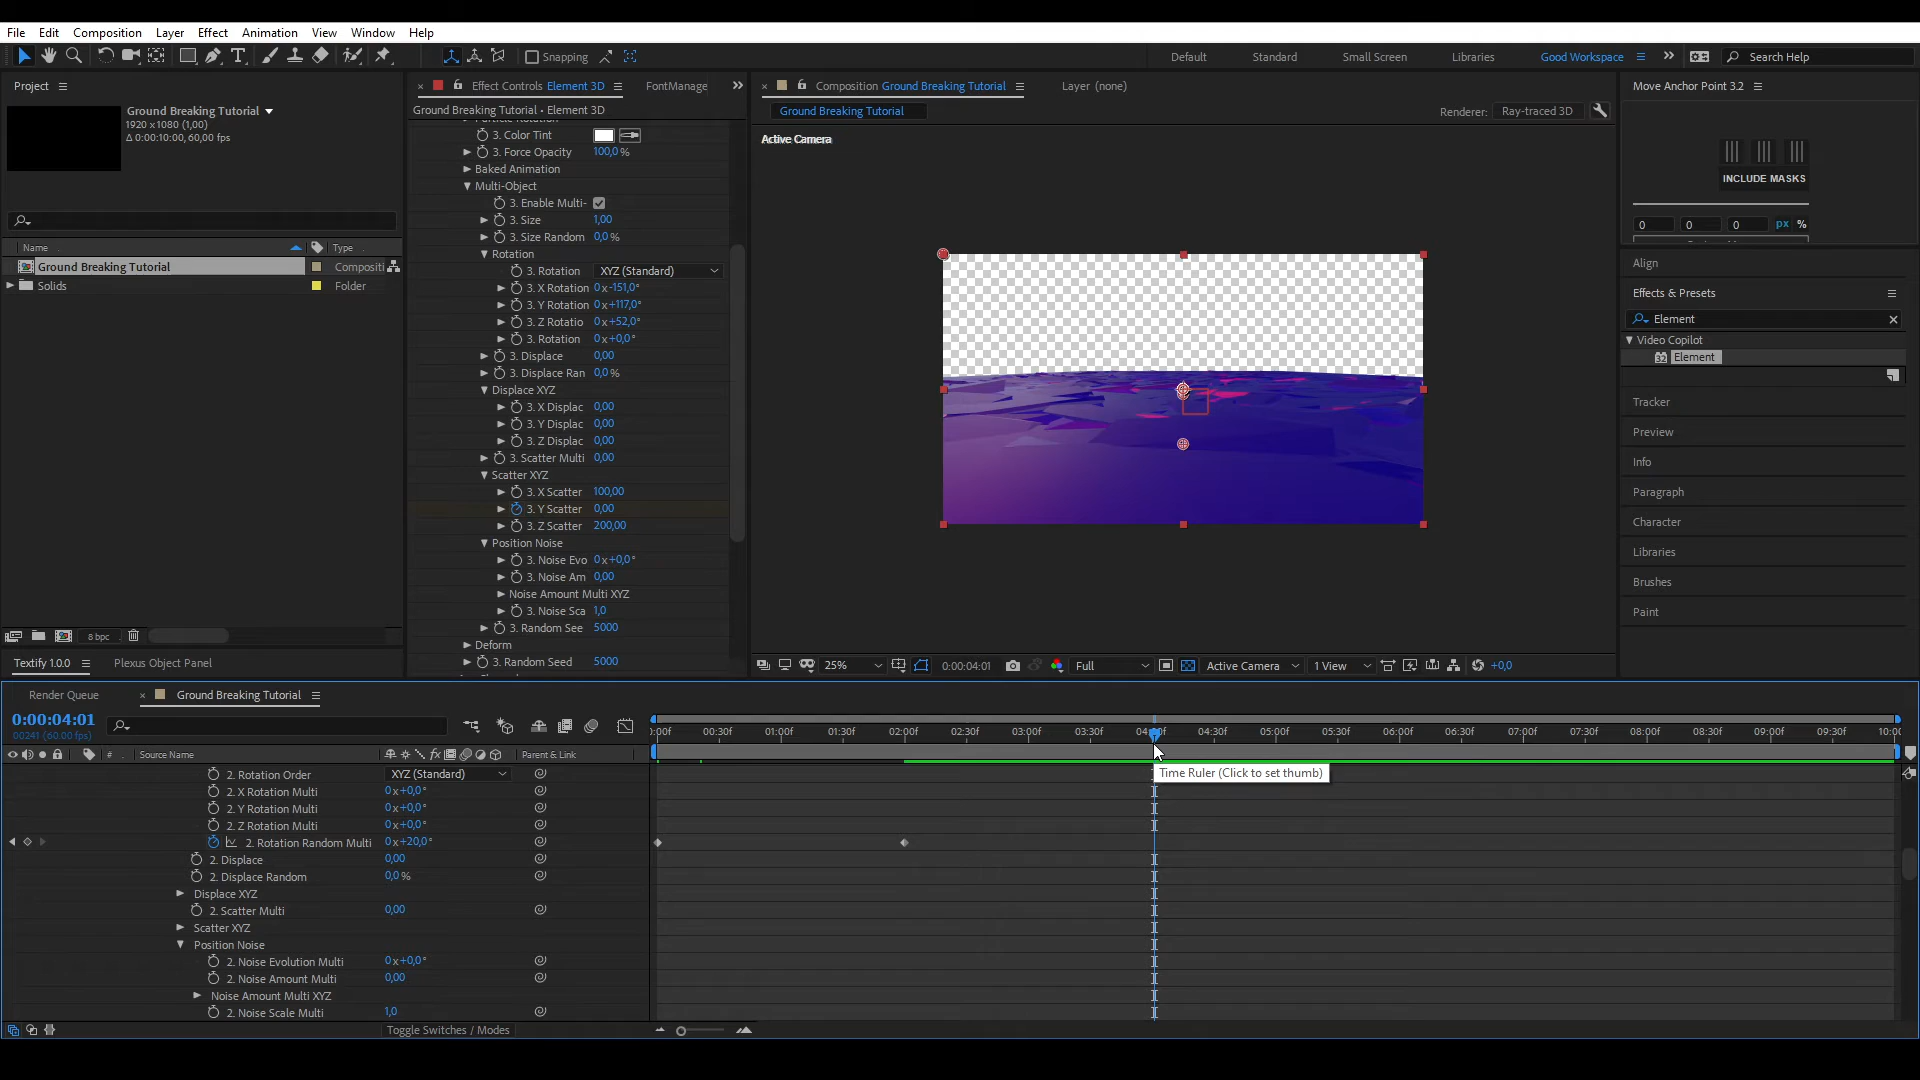 File Edit Composition Layer Effect Animation View Window Help
Snapping Default Standard Small Screen Libraries Good Workspace Search Help
Project
Ground Breaking Tutorial
1920 x1080 (1,00)
Δ 0:00:10:00, 60,00 fps
Name Type
Ground Breaking Tutorial Compositi
Solids Folder
8 bpc
Textify 1.0.0 Plexus Object Panel
Effect Controls Element 3D FontManage
Ground Breaking Tutorial • Element 3D
3. Color Tint
3. Force Opacity 100,0 %
Baked Animation
Multi-Object
3. Enable Multi-
3. Size 1,00
3. Size Random 0,0 %
Rotation
3. Rotation XYZ (Standard)
3. X Rotation 0 x -151,0°
3. Y Rotation 0 x +117,0°
3. Z Rotatio 0 x +52,0°
3. Rotation 0 x +0,0°
3. Displace 0,00
3. Displace Ran 0,0 %
Displace XYZ
3. X Displac 0,00
3. Y Displac 0,00
3. Z Displac 0,00
3. Scatter Multi 0,00
Scatter XYZ
3. X Scatter 100,00
3. Y Scatter 0,00
3. Z Scatter 200,00
Position Noise
3. Noise Evo 0 x +0,0°
3. Noise Am 0,00
Noise Amount Multi XYZ
3. Noise Sca 1,0
3. Random See 5000
Deform
3. Random Seed 5000
Composition Ground Breaking Tutorial Layer (none)
Ground Breaking Tutorial
Renderer: Ray-traced 3D
Active Camera
25% 0:00:04:01 Full Active Camera 1 View +0,0
Move Anchor Point 3.2
INCLUDE MASKS
0 0 0 px %
Align
Effects & Presets
Element
Video Copilot
32 Element
Tracker
Preview
Info
Paragraph
Character
Libraries
Brushes
Paint
Render Queue Ground Breaking Tutorial
0:00:04:01
00241 (60.00 fps)
# Source Name fx Parent & Link
00:30f 01:00f 01:30f 02:00f 02:30f 03:00f 03:30f 04:30f 05:00f 05:30f 06:00f 06:30f 07:00f 07:30f 08:00f 08:30f 09:00f 09:30f
Time Ruler (Click to set thumb)
2. Rotation Order XYZ (Standard)
2. X Rotation Multi 0 x +0,0°
2. Y Rotation Multi 0 x +0,0°
2. Z Rotation Multi 0 x +0,0°
2. Rotation Random Multi 0 x +20,0°
2. Displace 0,00
2. Displace Random 0,0 %
Displace XYZ
2. Scatter Multi 0,00
Scatter XYZ
Position Noise
2. Noise Evolution Multi 0 x +0,0°
2. Noise Amount Multi 0,00
Noise Amount Multi XYZ
2. Noise Scale Multi 1,0
Toggle Switches / Modes